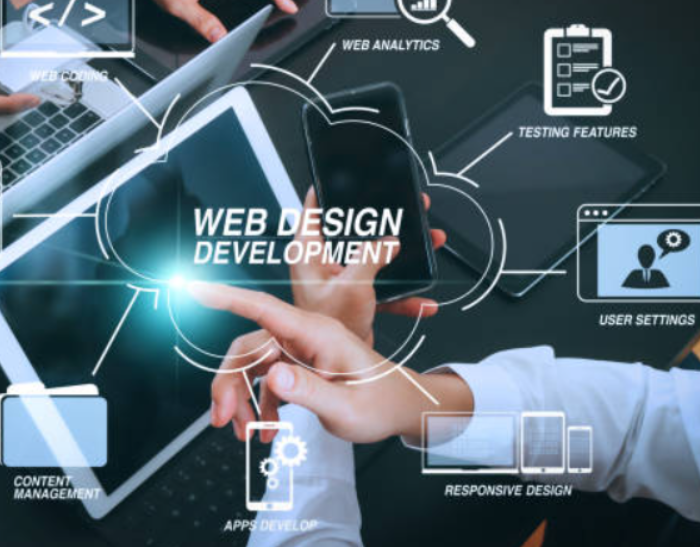 </>
WEB CODING
WEB ANALYTICS
TESTING FEATURES
WEB DESIGN
DEVELOPMENT
USER SETTINGS
CONTENT
MANAGEMENT
RESPONSIVE DESIGN
APPS DEVELOP